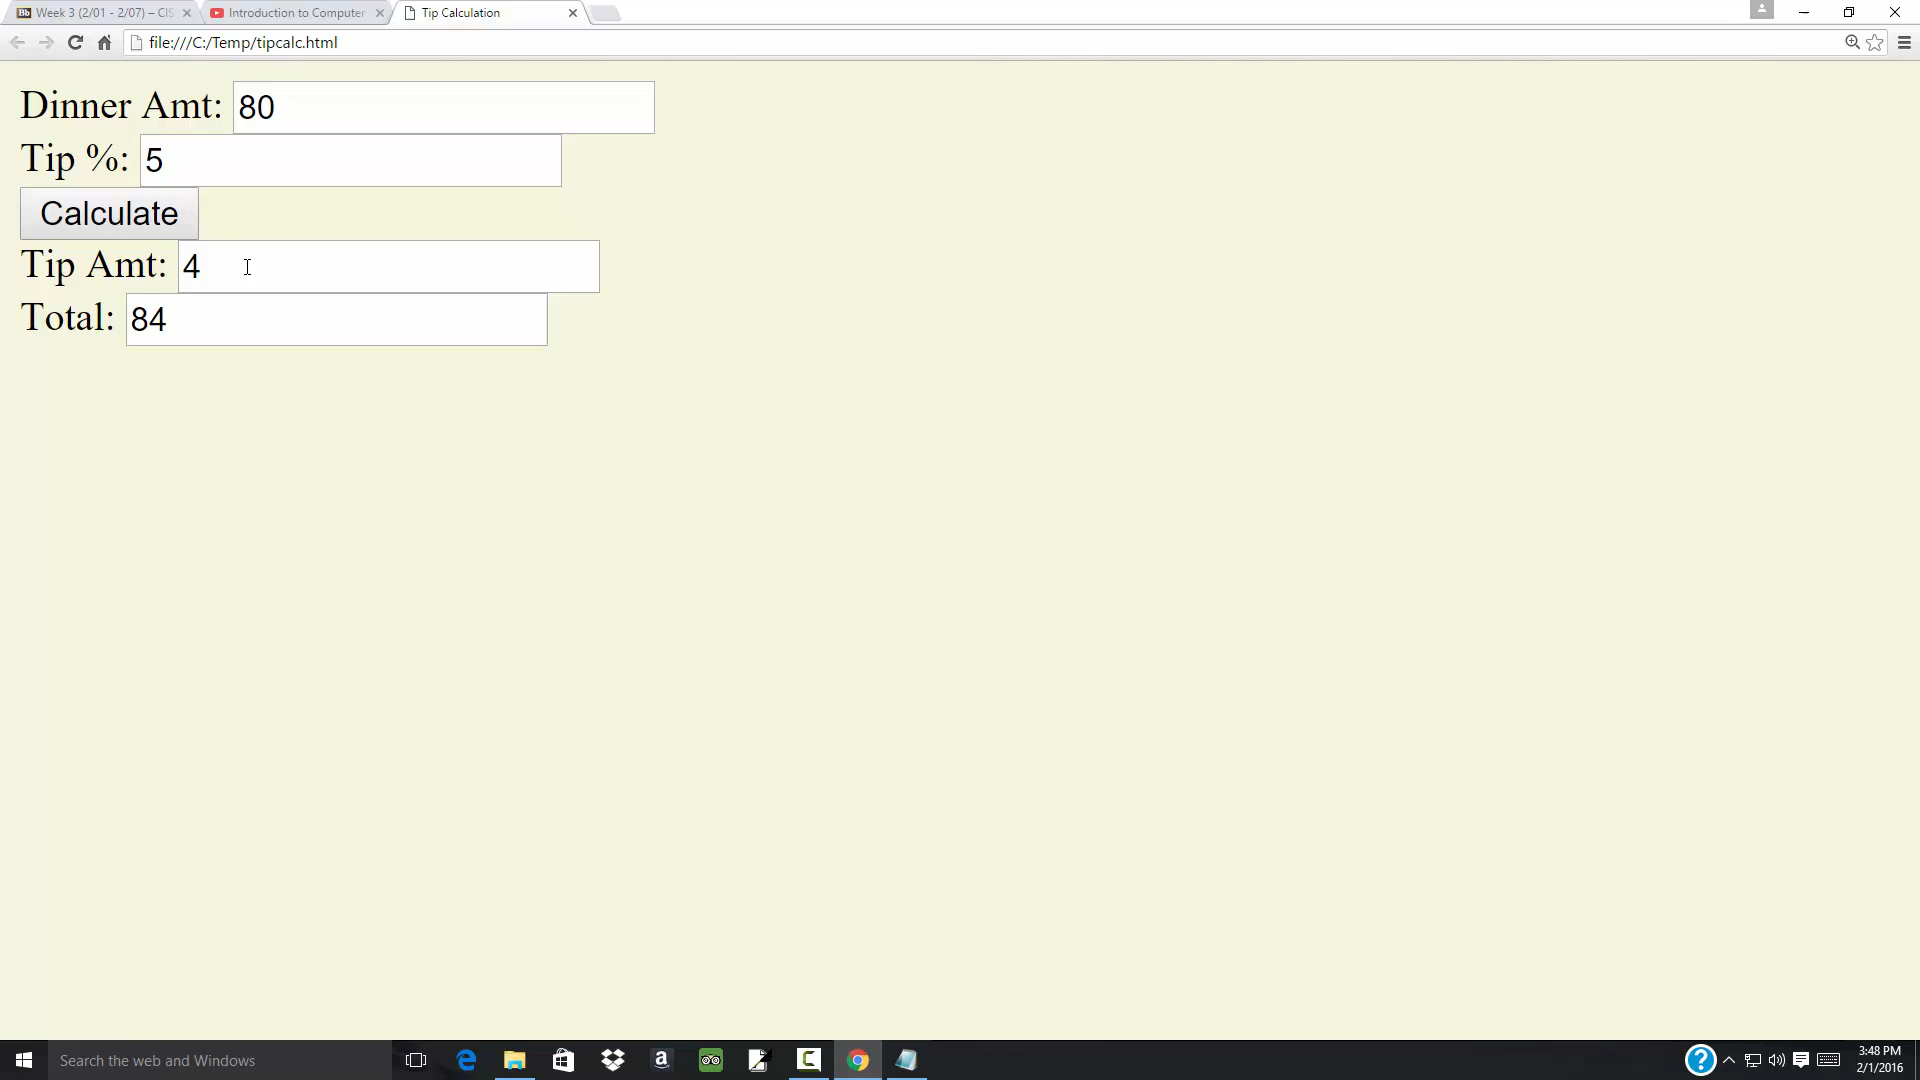 Bb Week 3 (2/01 - 2/07) – CIS
Introduction to Computer
Tip Calculation
file:///C:/Temp/tipcalc.html
Dinner Amt: 80
Tip %: 5
Calculate
Tip Amt: 4
Total: 84
Search the web and Windows
3:48 PM
2/1/2016